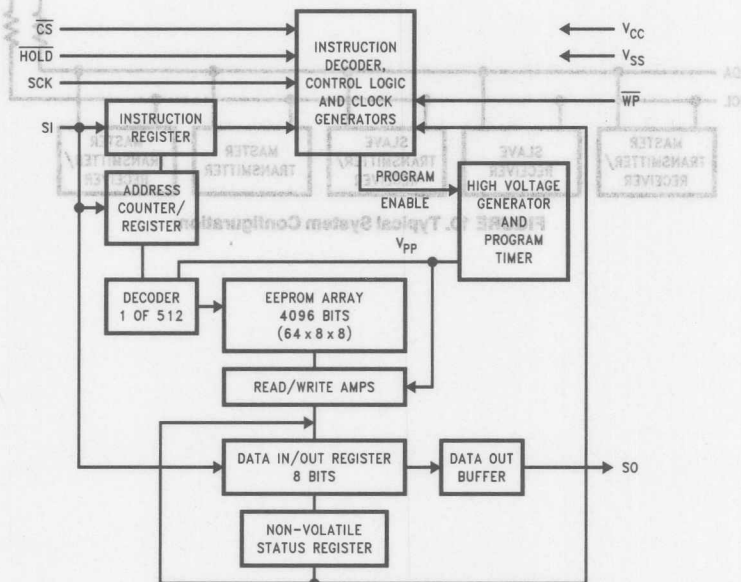 CS
HOLD
SCK
SI
INSTRUCTION
DECODER,
CONTROL LOGIC
AND CLOCK
GENERATORS
VCC
VSS
WP
INSTRUCTION
REGISTER
ADDRESS
COUNTER/
REGISTER
PROGRAM
ENABLE
HIGH VOLTAGE
GENERATOR
AND
PROGRAM
TIMER
VPP
DECODER
1 OF 512
EEPROM ARRAY
4096 BITS
(64 x 8 x 8)
READ/WRITE AMPS
DATA IN/OUT REGISTER
8 BITS
DATA OUT
BUFFER
SO
NON-VOLATILE
STATUS REGISTER
MASTER
TRANSMITTER/
RECEIVER
MASTER
TRANSMITTER
SLAVE
TRANSMITTER/
RECEIVER
SLAVE
RECEIVER
MASTER
TRANSMITTER/
RECEIVER
FIGURE 10. Typical System Configuration